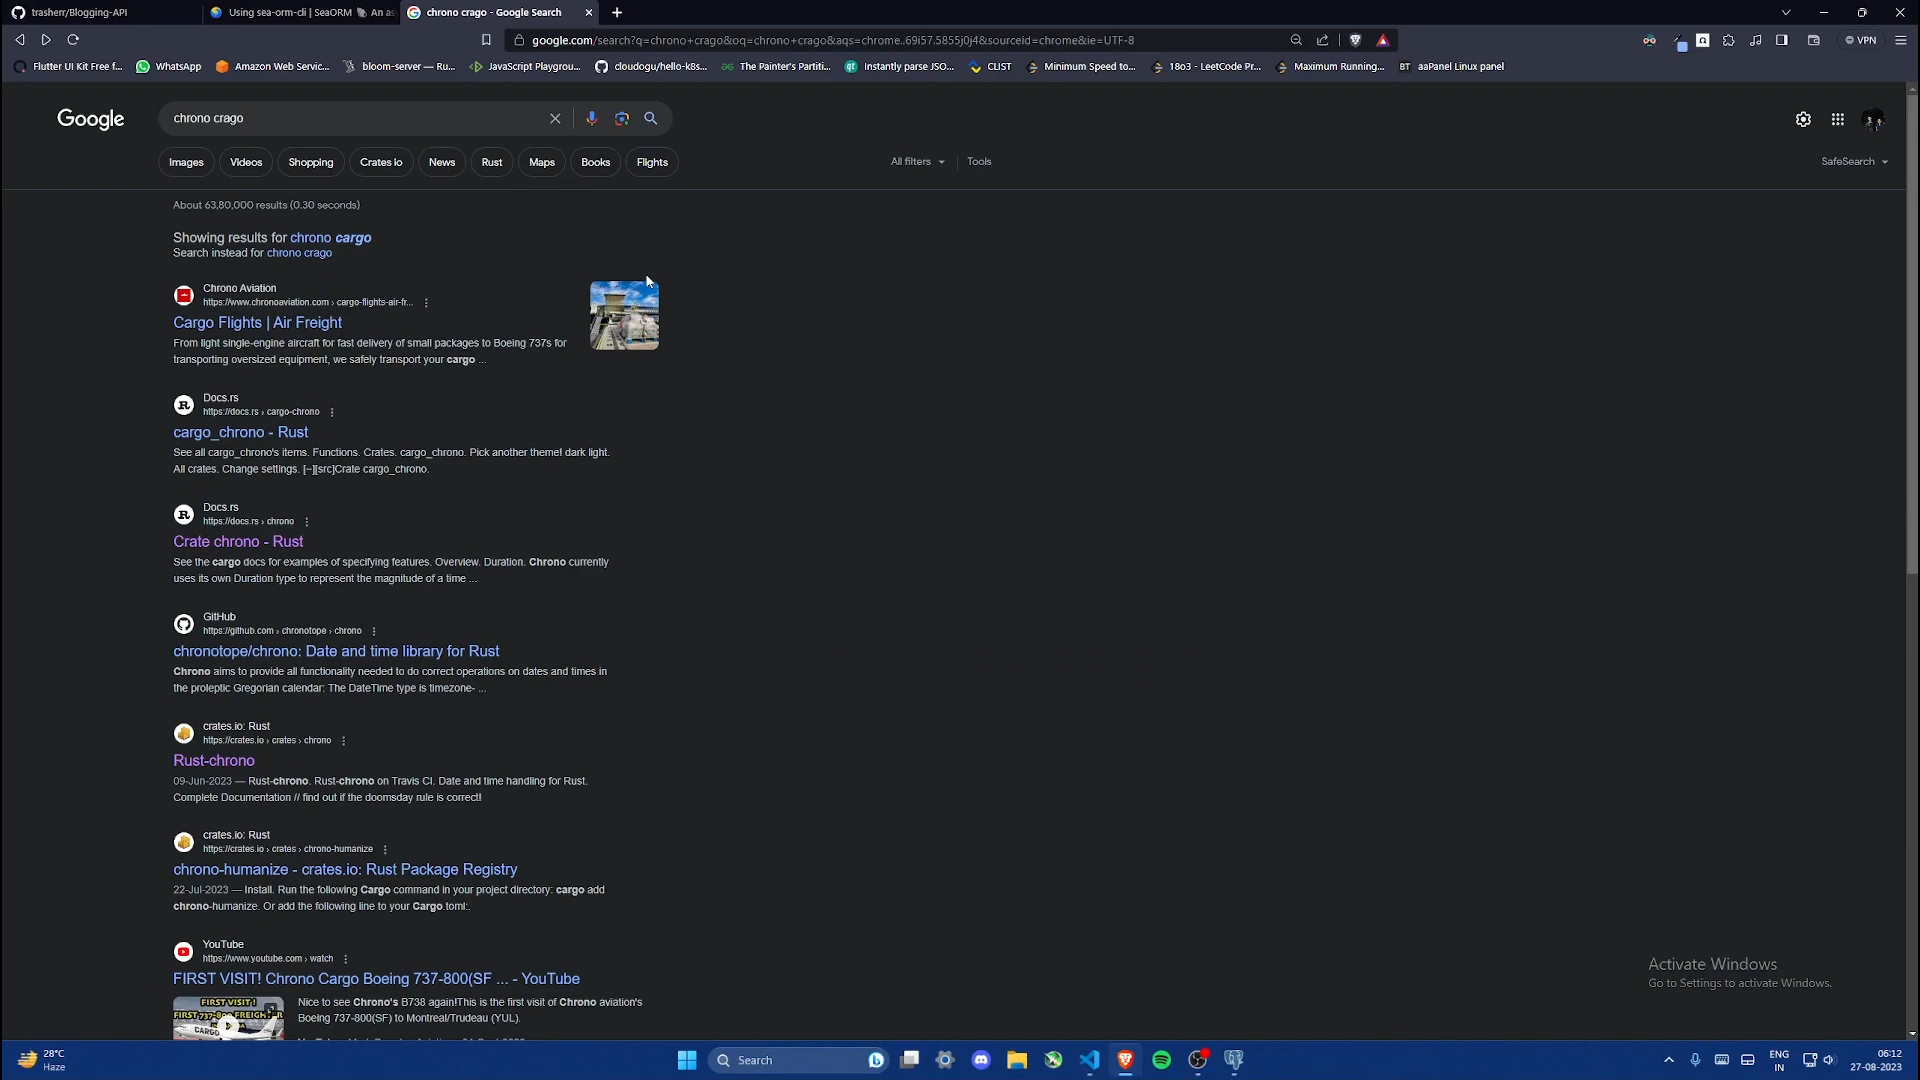 trasherr/Blogging-API
Using sea-orm-cli | SeaORM 🐚 An as
chrono crago - Google Search
google.com/search?q=chrono+crago&oq=chrono+crago&aqs=chrome..69i57.5855j0j4&sourceid=chrome&ie=UTF-8
VPN
Flutter UI Kit Free f...
WhatsApp
Amazon Web Servic...
bloom-server — Ru...
JavaScript Playgrou...
cloudogu/hello-k8s...
The Painter's Partiti...
Instantly parse JSO...
CLIST
Minimum Speed to...
1803 - LeetCode Pr...
Maximum Running...
BT aaPanel Linux panel
Google
chrono crago
Images
Videos
Shopping
Crates io
News
Rust
Maps
Books
Flights
All filters
Tools
SafeSearch
About 63,80,000 results (0.30 seconds)
Showing results for chrono cargo
Search instead for chrono crago
Chrono Aviation
https://www.chronoaviation.com › cargo-flights-air-fr...
Cargo Flights | Air Freight
From light single-engine aircraft for fast delivery of small packages to Boeing 737s for
transporting oversized equipment, we safely transport your cargo ...
Docs.rs
https://docs.rs › cargo-chrono
cargo_chrono - Rust
See all cargo_chrono's items. Functions. Crates. cargo_chrono. Pick another theme! dark light.
All crates. Change settings. [−][src]Crate cargo_chrono.
Docs.rs
https://docs.rs › chrono
Crate chrono - Rust
See the cargo docs for examples of specifying features. Overview. Duration. Chrono currently
uses its own Duration type to represent the magnitude of a time ...
GitHub
https://github.com › chronotope › chrono
chronotope/chrono: Date and time library for Rust
Chrono aims to provide all functionality needed to do correct operations on dates and times in
the proleptic Gregorian calendar: The DateTime type is timezone- ...
crates.io: Rust
https://crates.io › crates › chrono
Rust-chrono
09-Jun-2023 — Rust-chrono. Rust-chrono on Travis CI. Date and time handling for Rust.
Complete Documentation // find out if the doomsday rule is correct!
crates.io: Rust
https://crates.io › crates › chrono-humanize
chrono-humanize - crates.io: Rust Package Registry
22-Jul-2023 — Install. Run the following Cargo command in your project directory: cargo add
chrono-humanize. Or add the following line to your Cargo.toml:.
YouTube
https://www.youtube.com › watch
FIRST VISIT! Chrono Cargo Boeing 737-800(SF ... - YouTube
FIRST VISIT!
FIRST 737-800 FREIGHTER
CARGO
Nice to see Chrono's B738 again!This is the first visit of Chrono aviation's
Boeing 737-800(SF) to Montreal/Trudeau (YUL).
Activate Windows
Go to Settings to activate Windows.
28°C
Haze
Search
ENG
IN
06:12
27-08-2023